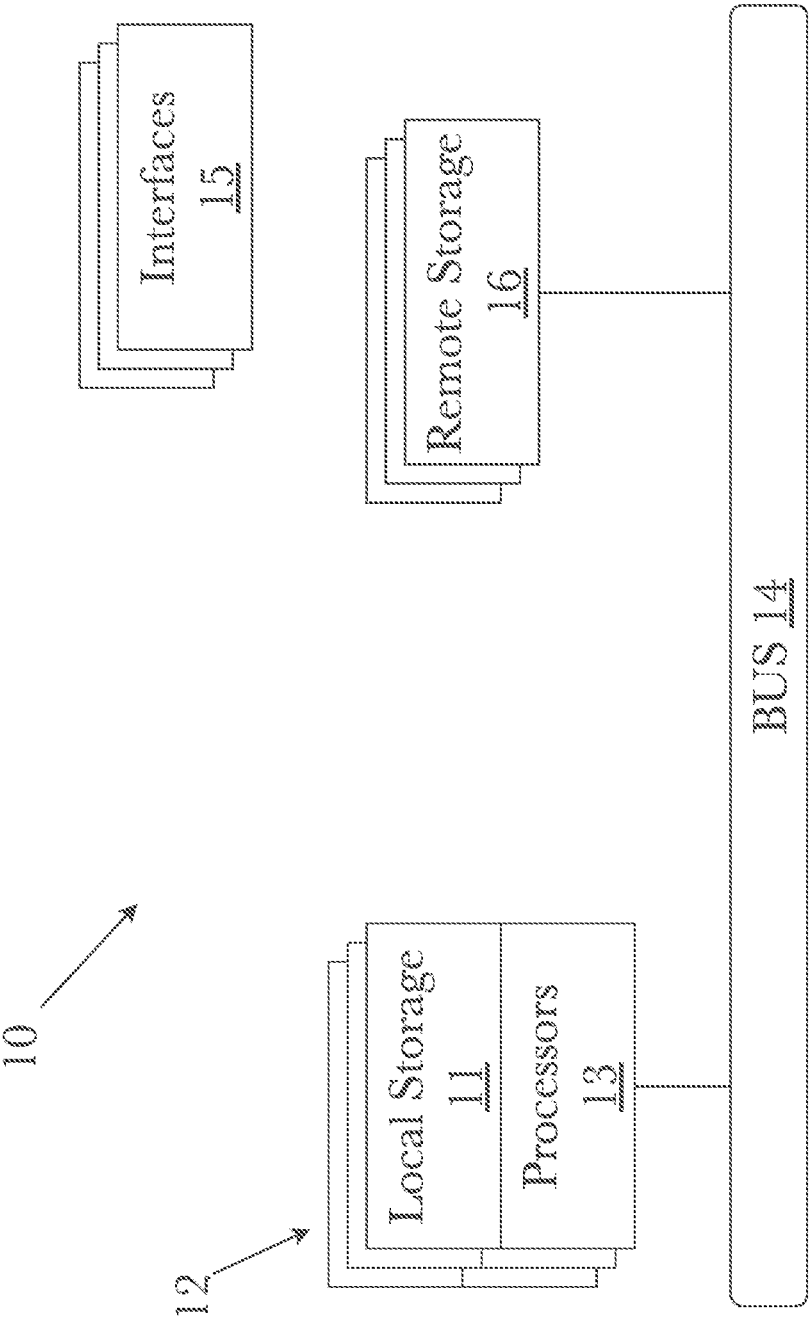 10
12
Local Storage
11
Processors
13
Interfaces
15
Remote Storage
16
BUS 14